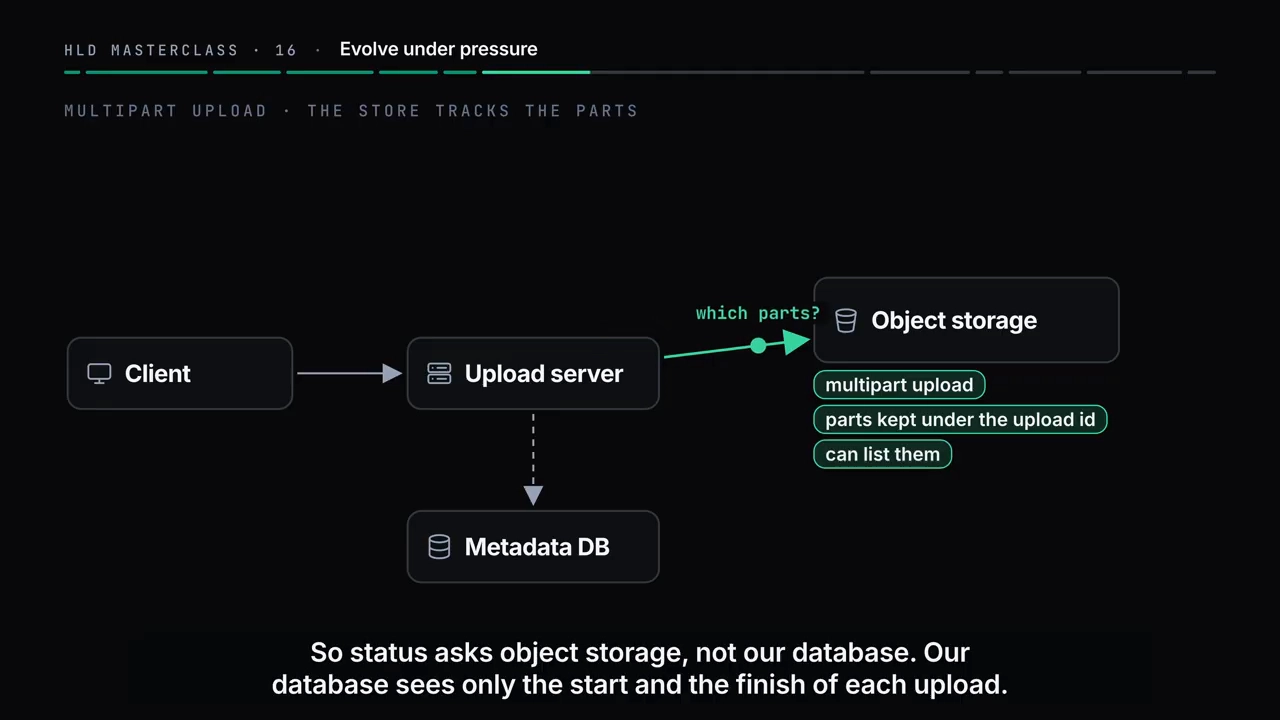 HLD MASTERCLASS · 16 · Evolve under pressure
MULTIPART UPLOAD · THE STORE TRACKS THE PARTS
which parts?
Object storage
Client
Upload server
multipart upload
parts kept under the upload id
can list them
Metadata DB
So status asks object storage, not our database. Our
database sees only the start and the finish of each upload.